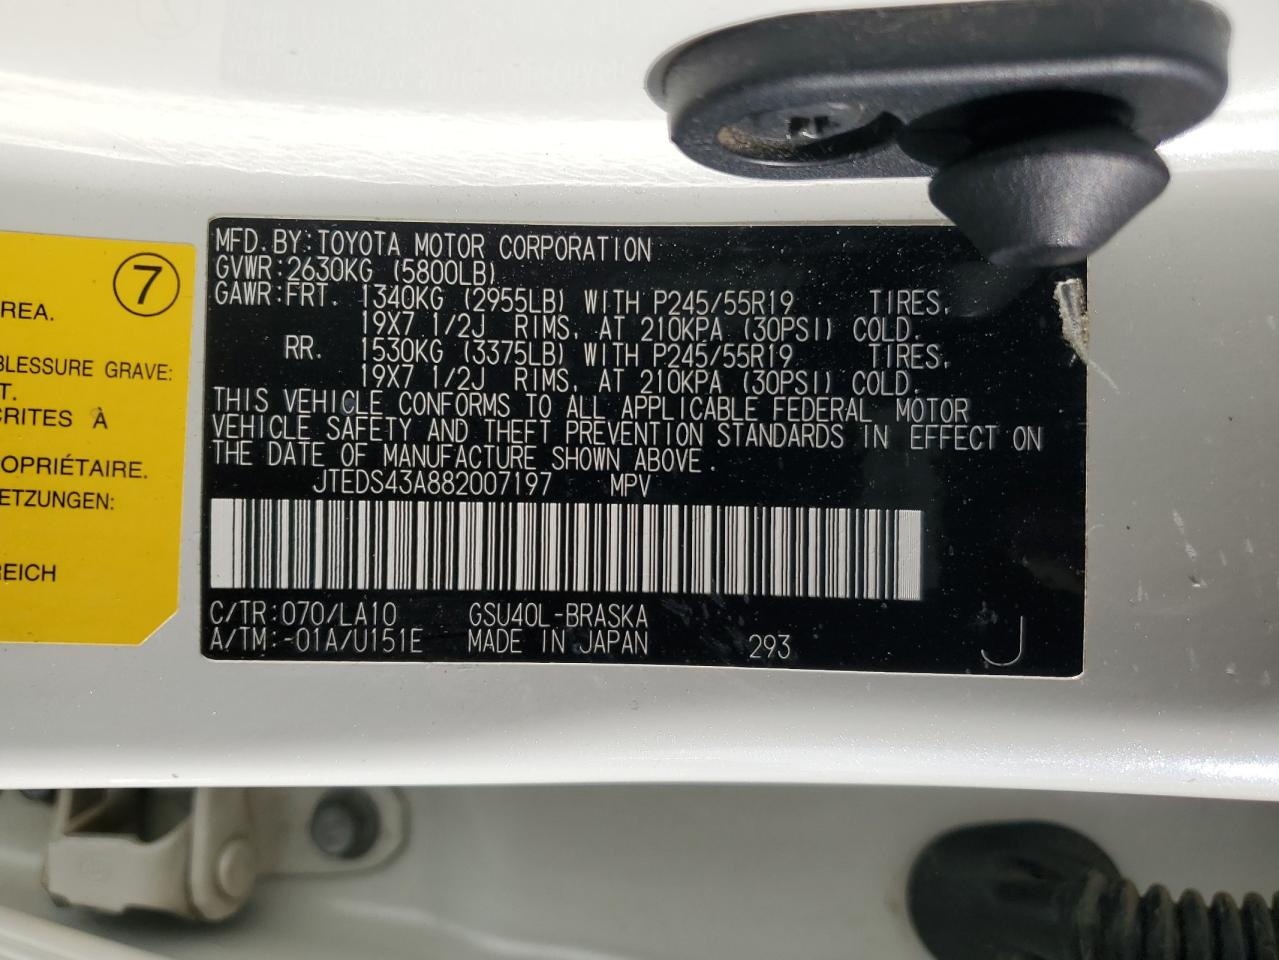 MFD.BY:TOYOTA MOTOR CORPORATION
GVWR:2630KG (5800LB)
GAWR:FRT. 1340KG (2955LB) WITH P245/55R19 TIRES,
19X7 1/2J RIMS, AT 210KPA (30PSI) COLD.
RR. 1530KG (3375LB) WITH P245/55R19 TIRES,
19X7 1/2J RIMS, AT 210KPA (30PSI) COLD.
THIS VEHICLE CONFORMS TO ALL APPLICABLE FEDERAL MOTOR
VEHICLE SAFETY AND THEFT PREVENTION STANDARDS IN EFFECT ON
THE DATE OF MANUFACTURE SHOWN ABOVE.
JTEDS43A882007197 MPV
C/TR:070/LA10 GSU40L-BRASKA
A/TM:-01A/U151E MADE IN JAPAN 293 J
7
REA.
BLESSURE GRAVE:
T.
CRITES À
OPRIÉTAIRE.
ETZUNGEN:
REICH